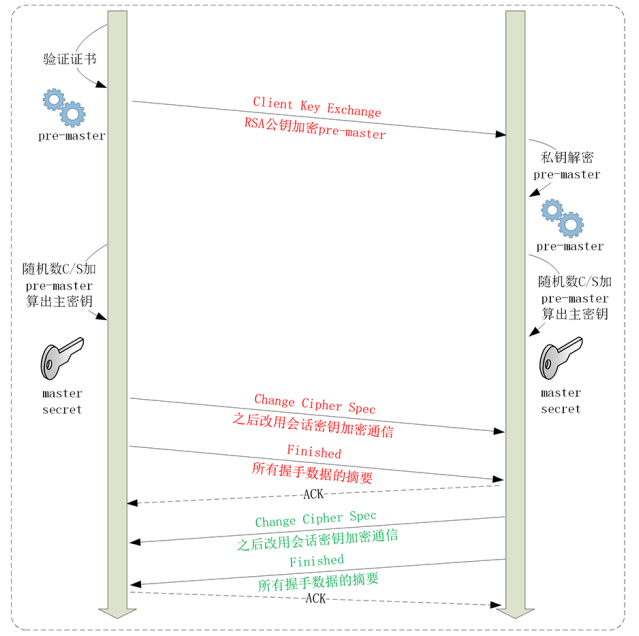 验证证书
pre-master
Client Key Exchange
RSA公钥加密pre-master
私钥解密
pre-master
pre-master
随机数C/S加
pre-master
算出主密钥
随机数C/S加
pre-master
算出主密钥
master
secret
master
secret
Change Cipher Spec
之后改用会话密钥加密通信
Finished
所有握手数据的摘要
ACK
Change Cipher Spec
之后改用会话密钥加密通信
Finished
所有握手数据的摘要
ACK